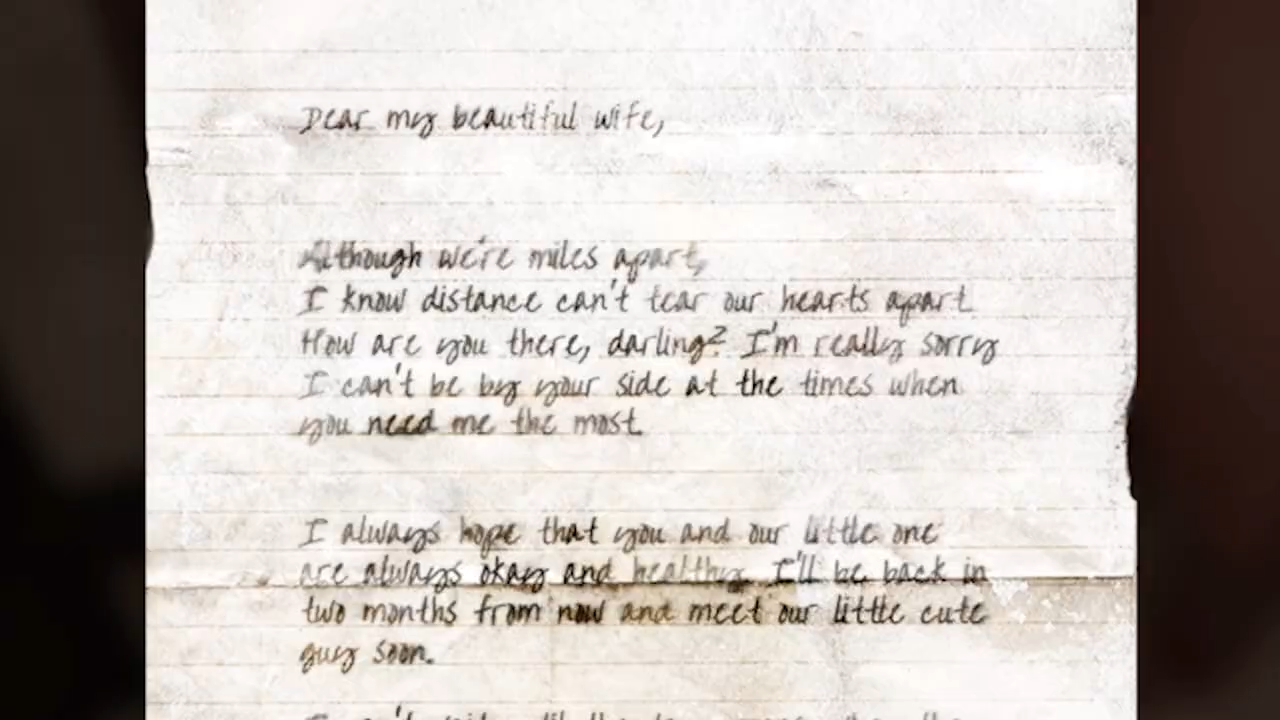 Dear my beautiful wife,
Although we're miles apart,
I know distance can't tear our hearts apart
How are you there, darling? I'm really sorry
I can't be by your side at the times when
you need me the most.
I always hope that you and our little one
are always okay and healthy. I'll be back in
two months from now and meet our little cute
guy soon.